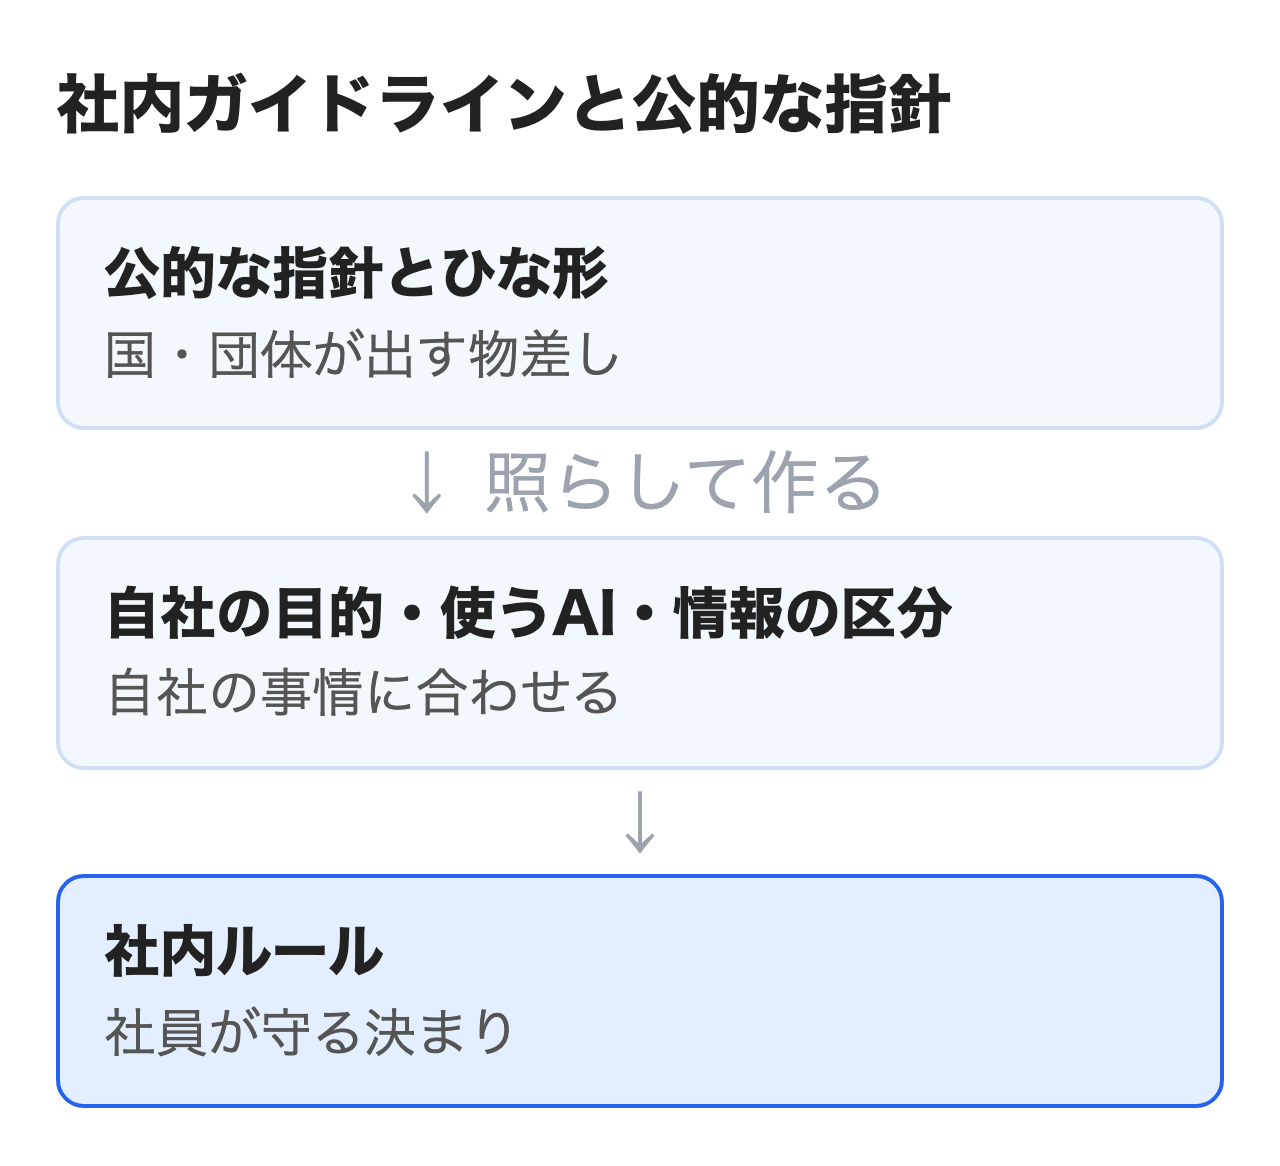 社内ガイドラインと公的な指針
公的な指針とひな形
国・団体が出す物差し
↓ 照らして作る
自社の目的・使うAI・情報の区分
自社の事情に合わせる
↓
社内ルール
社員が守る決まり